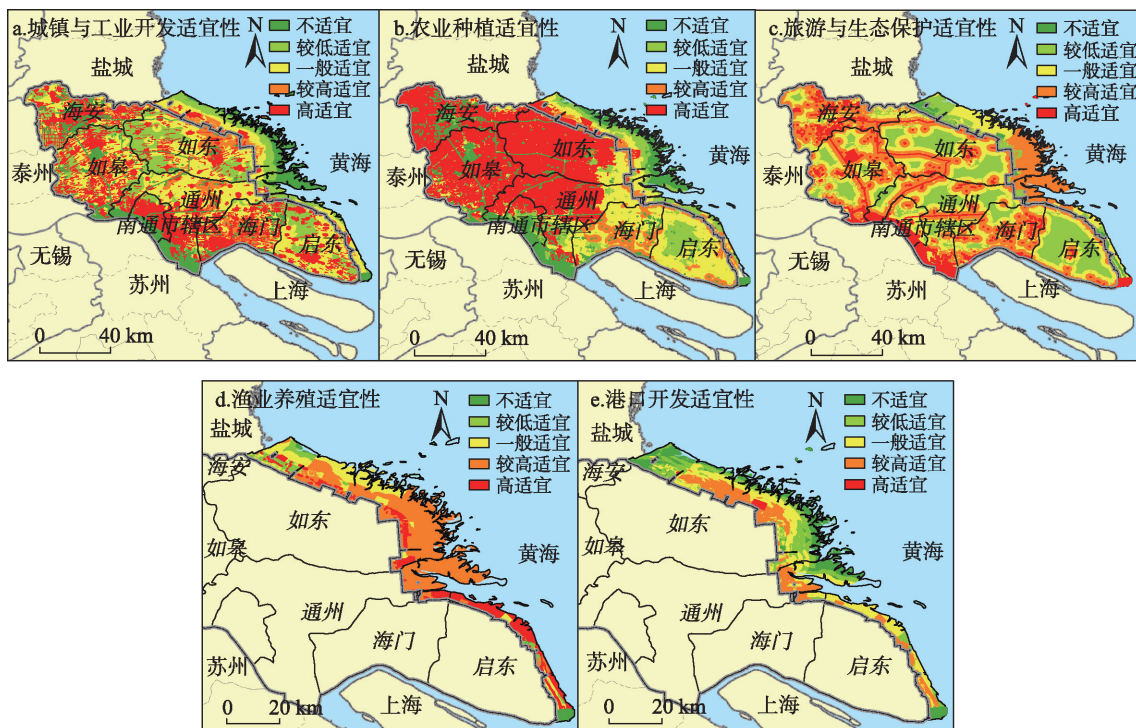 a.城镇与工业开发适宜性
N
不适宜
较低适宜
一般适宜
较高适宜
高适宜
盐城
海安
如东
如皋
泰州
黄海
通州
南通市辖区
海门
启东
无锡
苏州
上海
0 40 km
b.农业种植适宜性
N
不适宜
较低适宜
一般适宜
较高适宜
高适宜
盐城
海安
如东
如皋
泰州
黄海
通州
南通市辖区
海门
启东
无锡
苏州
上海
0 40 km
c.旅游与生态保护适宜性
N
不适宜
较低适宜
一般适宜
较高适宜
高适宜
盐城
海安
如东
如皋
泰州
黄海
通州
南通市辖区
海门
启东
无锡
苏州
上海
0 40 km
d.渔业养殖适宜性
N
不适宜
较低适宜
一般适宜
较高适宜
高适宜
盐城
海安
如东
如皋
黄海
通州
海门
启东
苏州
上海
0 20 km
e.港口开发适宜性
N
不适宜
较低适宜
一般适宜
较高适宜
高适宜
盐城
海安
如东
如皋
黄海
通州
海门
启东
苏州
上海
0 20 km